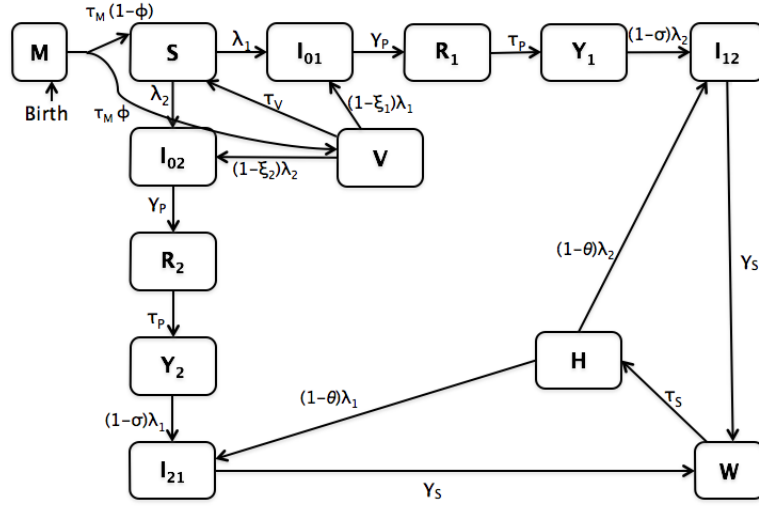 τM (1-ϕ)
M
S
λ₁
I₀₁
γP
R₁
τP
Y₁
(1-σ)λ₂
I₁₂
Birth
τM ϕ
λ₂
τV
(1-ξ₁)λ₁
I₀₂
(1-ξ₂)λ₂
V
γP
R₂
(1-θ)λ₂
γS
τP
Y₂
H
(1-θ)λ₁
τS
(1-σ)λ₁
I₂₁
γS
W